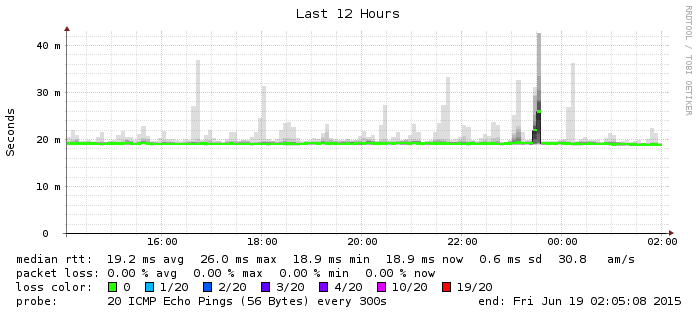 Last 12 Hours
RRDTOOL / TOBI OETIKER
Seconds
40 m
30 m
20 m
10 m
0
16:00 18:00 20:00 22:00 00:00 02:00
median rtt: 19.2 ms avg 26.0 ms max 18.9 ms min 18.9 ms now 0.6 ms sd 30.8 am/s
packet loss: 0.00 % avg 0.00 % max 0.00 % min 0.00 % now
loss color: 0 1/20 2/20 3/20 4/20 10/20 19/20
probe: 20 ICMP Echo Pings (56 Bytes) every 300s end: Fri Jun 19 02:05:08 2015